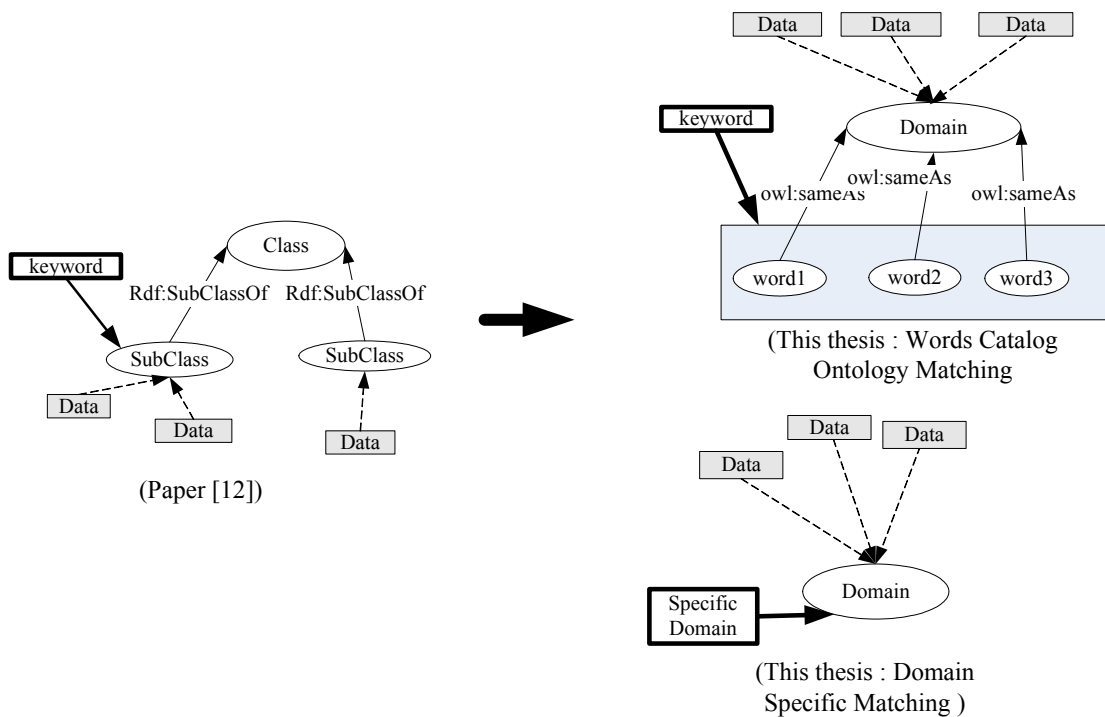 Class
keyword
Rdf:SubClassOf
Rdf:SubClassOf
SubClass
SubClass
Data
Data
Data
(Paper [12])
Data
Data
Data
keyword
Domain
owl:sameAs
owl:sameAs
owl:sameAs
word1
word2
word3
(This thesis : Words Catalog
Ontology Matching
Data
Data
Data
Domain
Specific
Domain
(This thesis : Domain
Specific Matching )